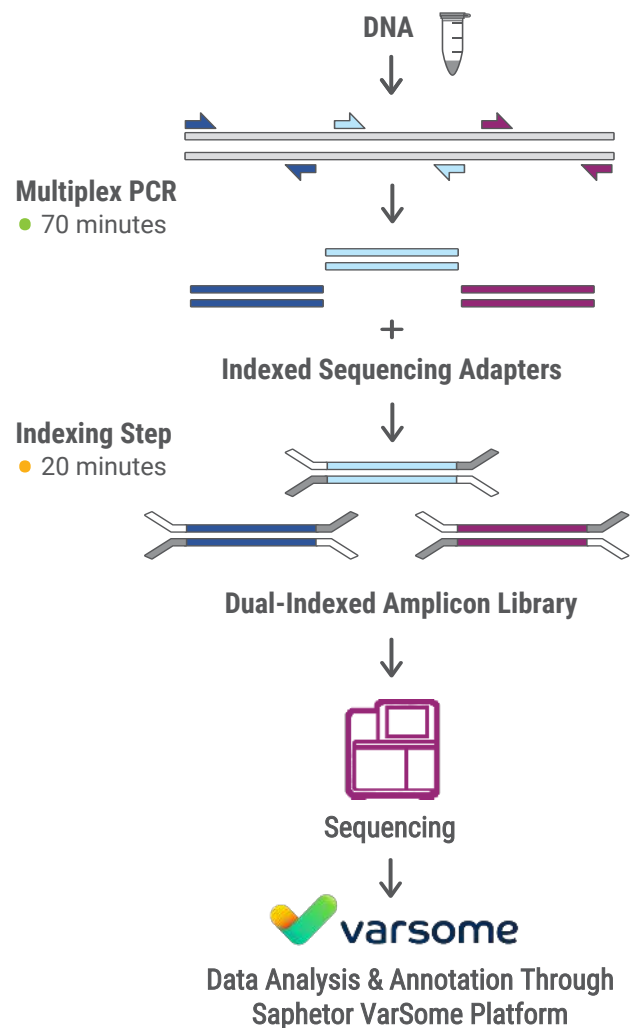 DNA
Multiplex PCR
• 70 minutes
+
Indexed Sequencing Adapters
Indexing Step
• 20 minutes
Dual-Indexed Amplicon Library
Sequencing
varsome
Data Analysis & Annotation Through
Saphetor VarSome Platform